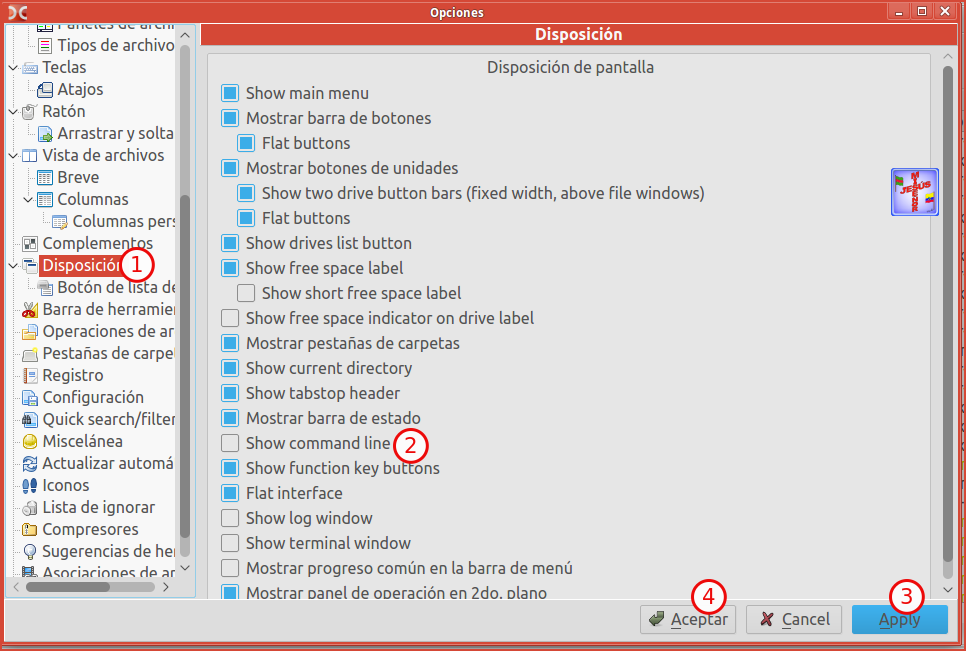 Opciones
Paneles de archi
Tipos de archivo
Teclas
Atajos
Ratón
Arrastrar y solta
Vista de archivos
Breve
Columnas
Columnas pers
Complementos
Disposición
1
Botón de lista de
Barra de herramie
Operaciones de ar
Pestañas de carpet
Registro
Configuración
Quick search/filter
Miscelánea
Actualizar automá
Iconos
Lista de ignorar
Compresores
Sugerencias de he
Asociaciones de ar
Disposición
Disposición de pantalla
Show main menu
Mostrar barra de botones
Flat buttons
Mostrar botones de unidades
Show two drive button bars (fixed width, above file windows)
Flat buttons
Show drives list button
Show free space label
Show short free space label
Show free space indicator on drive label
Mostrar pestañas de carpetas
Show current directory
Show tabstop header
Mostrar barra de estado
Show command line
2
Show function key buttons
Flat interface
Show log window
Show terminal window
Mostrar progreso común en la barra de menú
Mostrar panel de operación en 2do. plano
JESÚS
4
3
Aceptar
Cancel
Apply